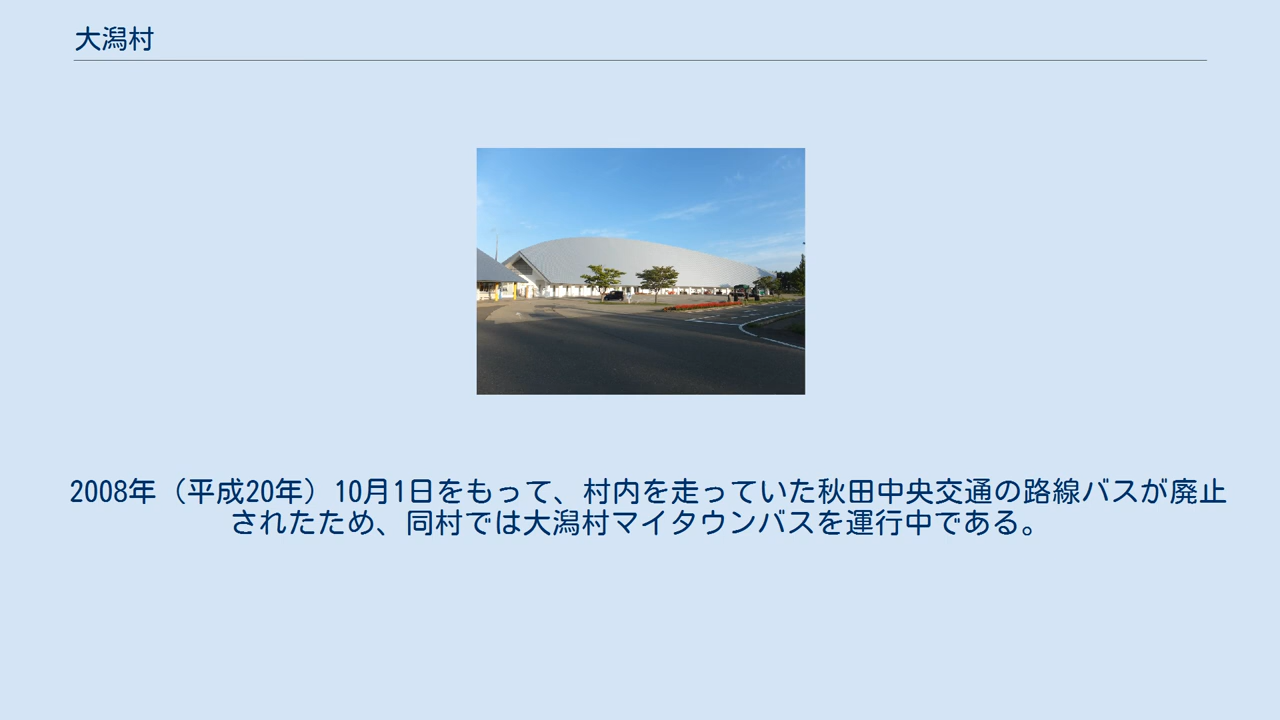 大潟村
2008年（平成20年）10月1日をもって、村内を走っていた秋田中央交通の路線バスが廃止
されたため、同村では大潟村マイタウンバスを運行中である。